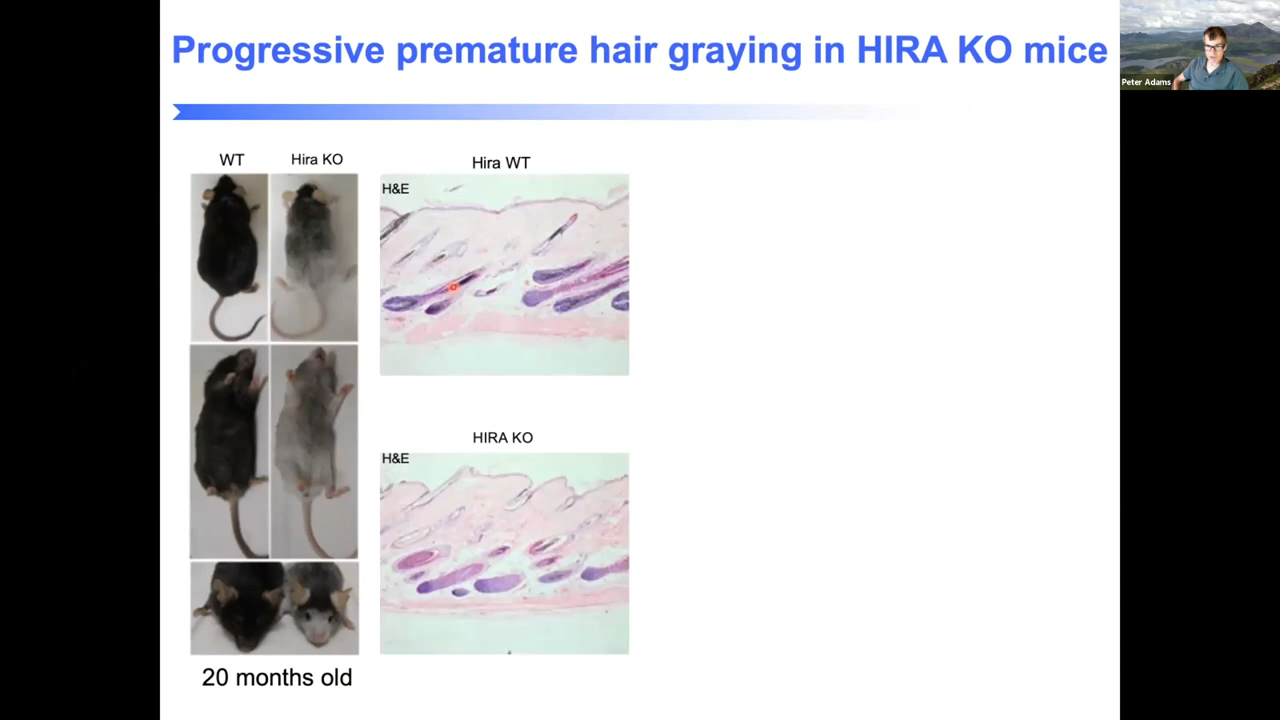 Progressive premature hair graying in HIRA KO mice
Peter Adams
WT
Hira KO
Hira WT
H&E
HIRA KO
H&E
20 months old